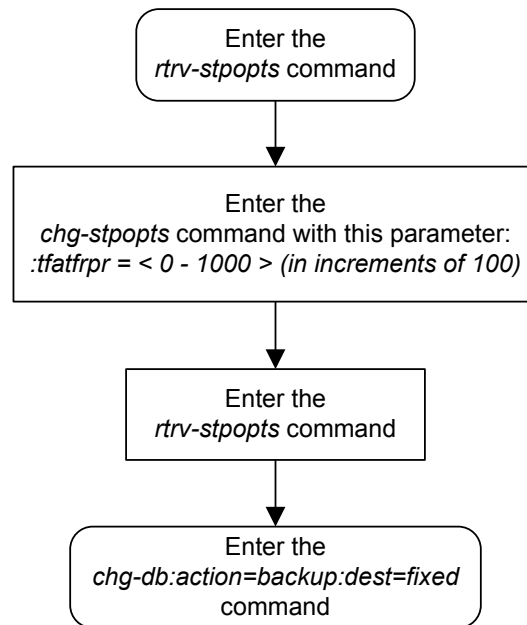 Enter the
rtrv-stpopts command
Enter the
chg-stpopts command with this parameter:
:tfatfrpr = < 0 - 1000 > (in increments of 100)
Enter the
rtrv-stpopts command
Enter the
chg-db:action=backup:dest=fixed
command